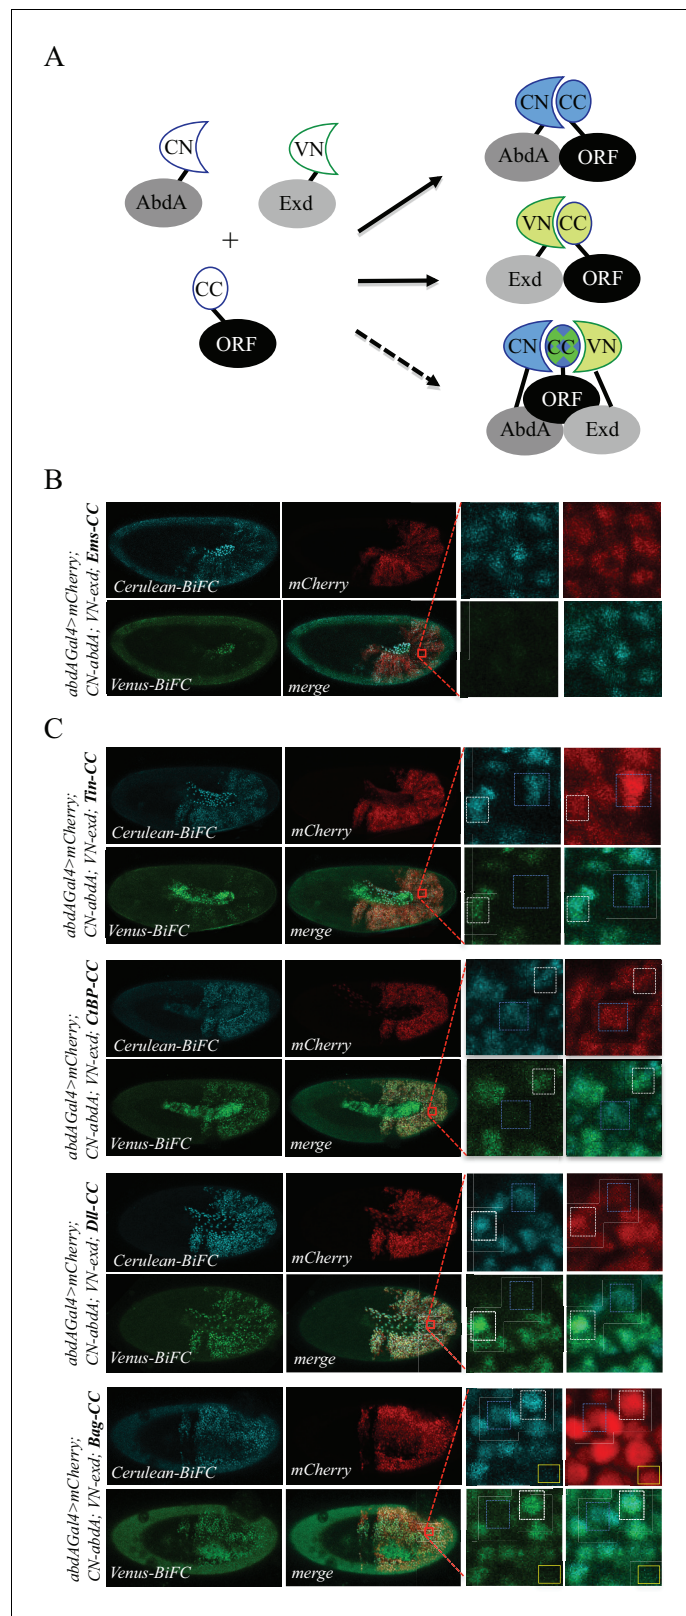 A
CN
VN
AbdA
Exd
+
CC
ORF
CN CC
AbdA ORF
VN CC
Exd ORF
CN CC VN
ORF
AbdA Exd
B
abdAGal4>mCherry;
CN-abdA; VN-exd; Ems-CC
Cerulean-BiFC
mCherry
Venus-BiFC
merge
C
abdAGal4>mCherry;
CN-abdA; VN-exd; Tin-CC
Cerulean-BiFC
mCherry
Venus-BiFC
merge
abdAGal4>mCherry;
CN-abdA; VN-exd; CtBP-CC
Cerulean-BiFC
mCherry
Venus-BiFC
merge
abdAGal4>mCherry;
CN-abdA; VN-exd; Dll-CC
Cerulean-BiFC
mCherry
Venus-BiFC
merge
abdAGal4>mCherry;
CN-abdA; VN-exd; Bag-CC
Cerulean-BiFC
mCherry
Venus-BiFC
merge